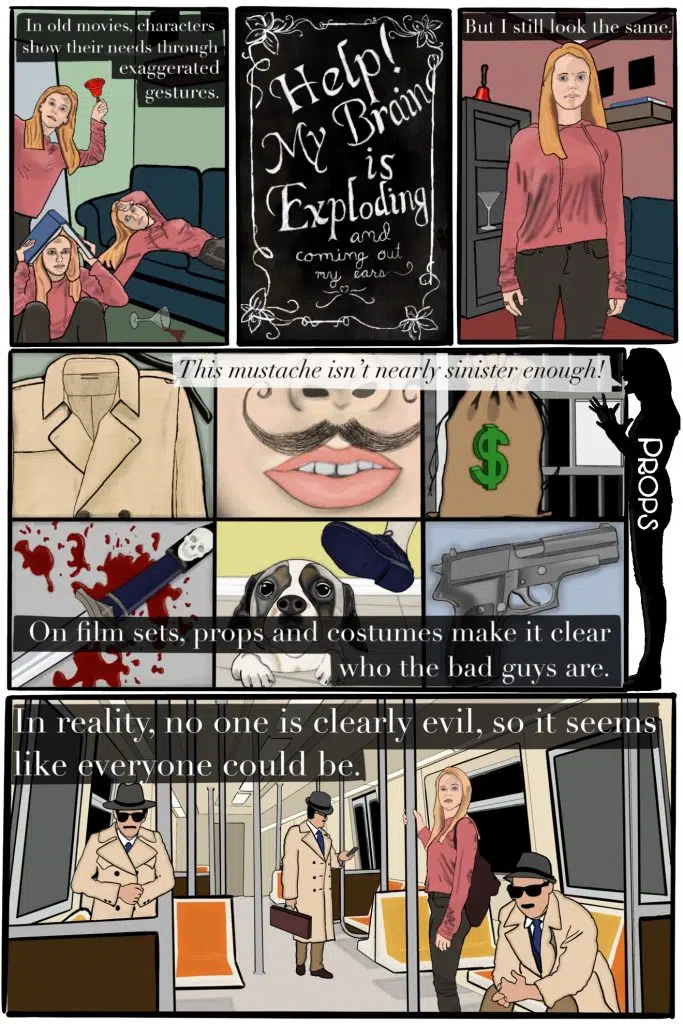 In old movies, characters
show their needs through
exaggerated
gestures.
Help!
My Brain
is
Exploding
and
coming out
my ears
But I still look the same.
This mustache isn't nearly sinister enough!
$
PROPS
On film sets, props and costumes make it clear
who the bad guys are.
In reality, no one is clearly evil, so it seems
like everyone could be.